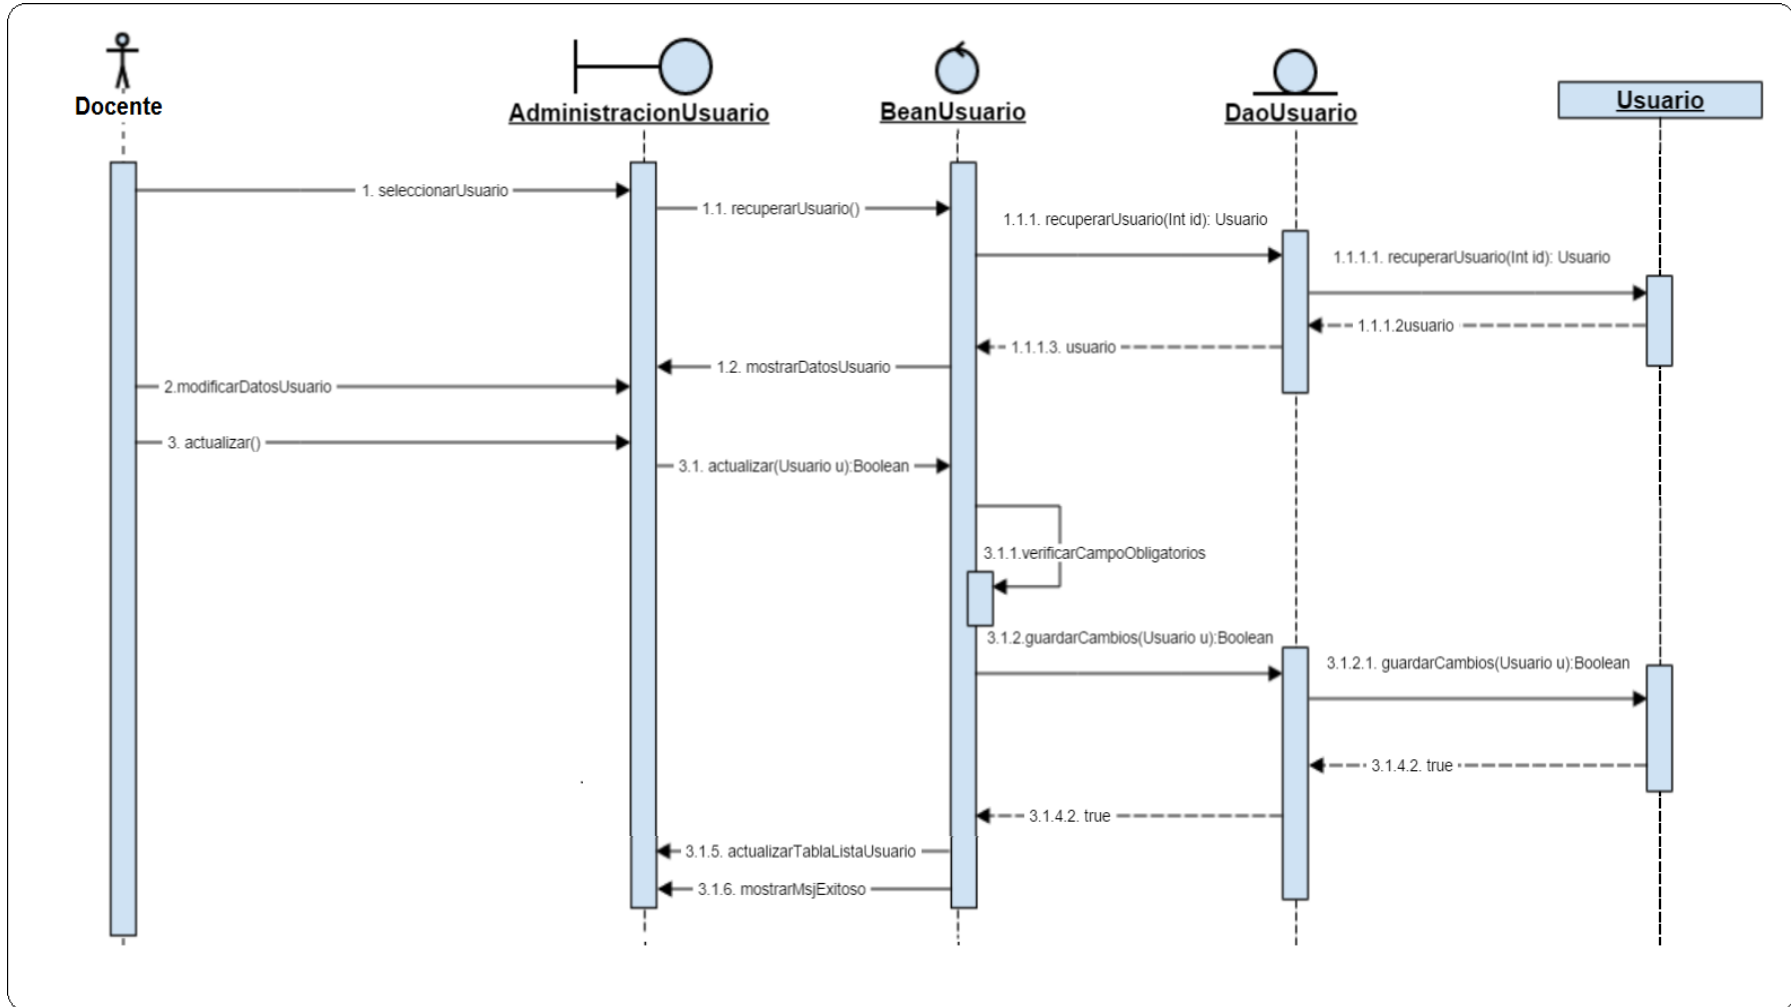 Docente
AdministracionUsuario
BeanUsuario
DaoUsuario
Usuario
1. seleccionarUsuario
1.1. recuperarUsuario()
1.1.1. recuperarUsuario(Int id): Usuario
1.1.1.1. recuperarUsuario(Int id): Usuario
1.1.1.2usuario
1.1.1.3. usuario
1.2. mostrarDatosUsuario
2.modificarDatosUsuario
3. actualizar()
3.1. actualizar(Usuario u):Boolean
3.1.1.verificarCampoObligatorios
3.1.2.guardarCambios(Usuario u):Boolean
3.1.2.1. guardarCambios(Usuario u):Boolean
3.1.4.2. true
3.1.4.2. true
3.1.5. actualizarTablaListaUsuario
3.1.6. mostrarMsjExitoso